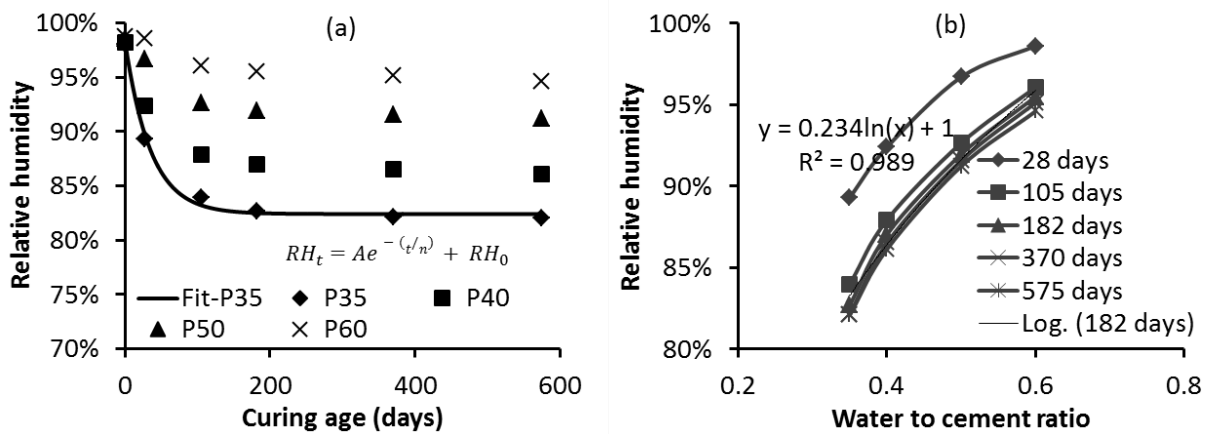 (a)
Relative humidity
100%
95%
90%
85%
80%
75%
70%
RH_t = Ae^{-(t/n)} + RH_0
Fit-P35
P35
P40
P50
P60
0
200
400
600
Curing age (days)
(b)
Relative humidity
100%
95%
90%
85%
80%
y = 0.234ln(x) + 1
R² = 0.989
28 days
105 days
182 days
370 days
575 days
Log. (182 days)
0.2
0.4
0.6
0.8
Water to cement ratio